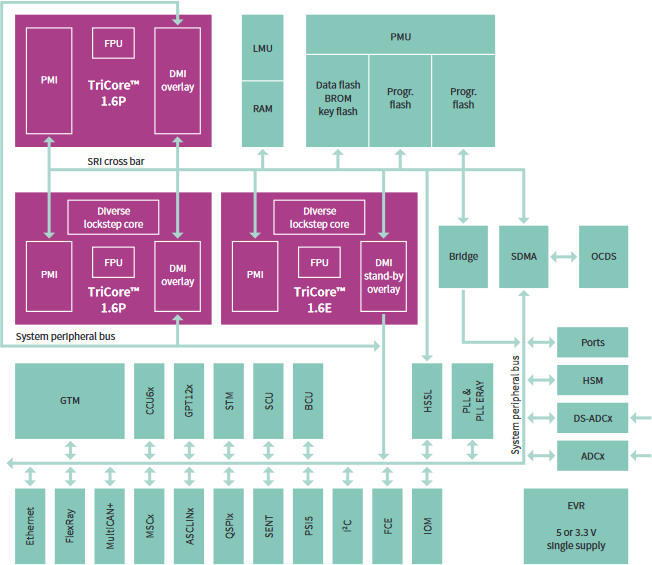 FPU
PMI
DMI
overlay
TriCore™
1.6P
LMU
RAM
PMU
Data flash
BROM
key flash
Progr.
flash
Progr.
flash
SRI cross bar
Diverse
lockstep core
PMI
FPU
DMI
overlay
TriCore™
1.6P
Diverse
lockstep core
PMI
FPU
DMI
stand-by
overlay
TriCore™
1.6E
Bridge
SDMA
OCDS
System peripheral bus
System peripheral bus
Ports
HSM
DS-ADCx
ADCx
GTM
CCU6x
GPT12x
STM
SCU
BCU
HSSL
PLL &
PLL ERAY
Ethernet
FlexRay
MultiCAN+
MSCx
ASCLINx
QSPIx
SENT
PSI5
I²C
FCE
IOM
EVR
5 or 3.3 V
single supply